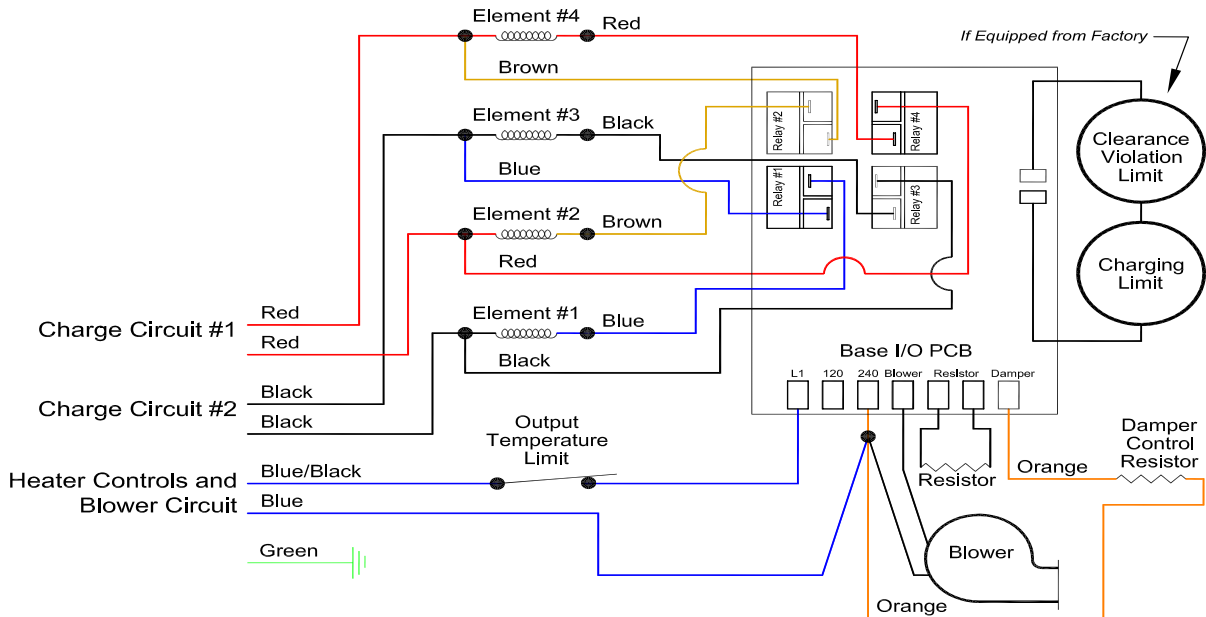 Element #4
Red
Brown
If Equipped from Factory
Element #3
Black
Blue
Relay #2
Relay #4
Clearance
Violation
Limit
Relay #1
Relay #3
Element #2
Brown
Red
Charging
Limit
Charge Circuit #1
Red
Red
Element #1
Blue
Black
Base I/O PCB
L1
120
240
Blower
Resistor
Damper
Charge Circuit #2
Black
Black
Output
Temperature
Limit
Damper
Control
Resistor
Orange
Resistor
Heater Controls and
Blower Circuit
Blue/Black
Blue
Green
Blower
Orange